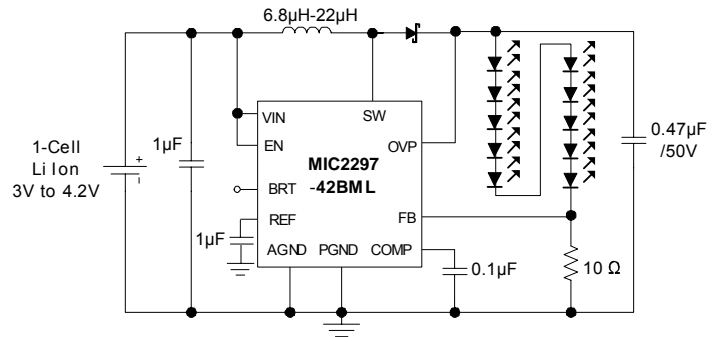 6.8µH-22µH
1-Cell
Li Ion
3V to 4.2V
+
-
1µF
VIN
EN
BRT
REF
AGND
PGND
COMP
SW
OVP
FB
MIC2297
-42BML
1µF
0.1µF
10 Ω
0.47µF
/50V